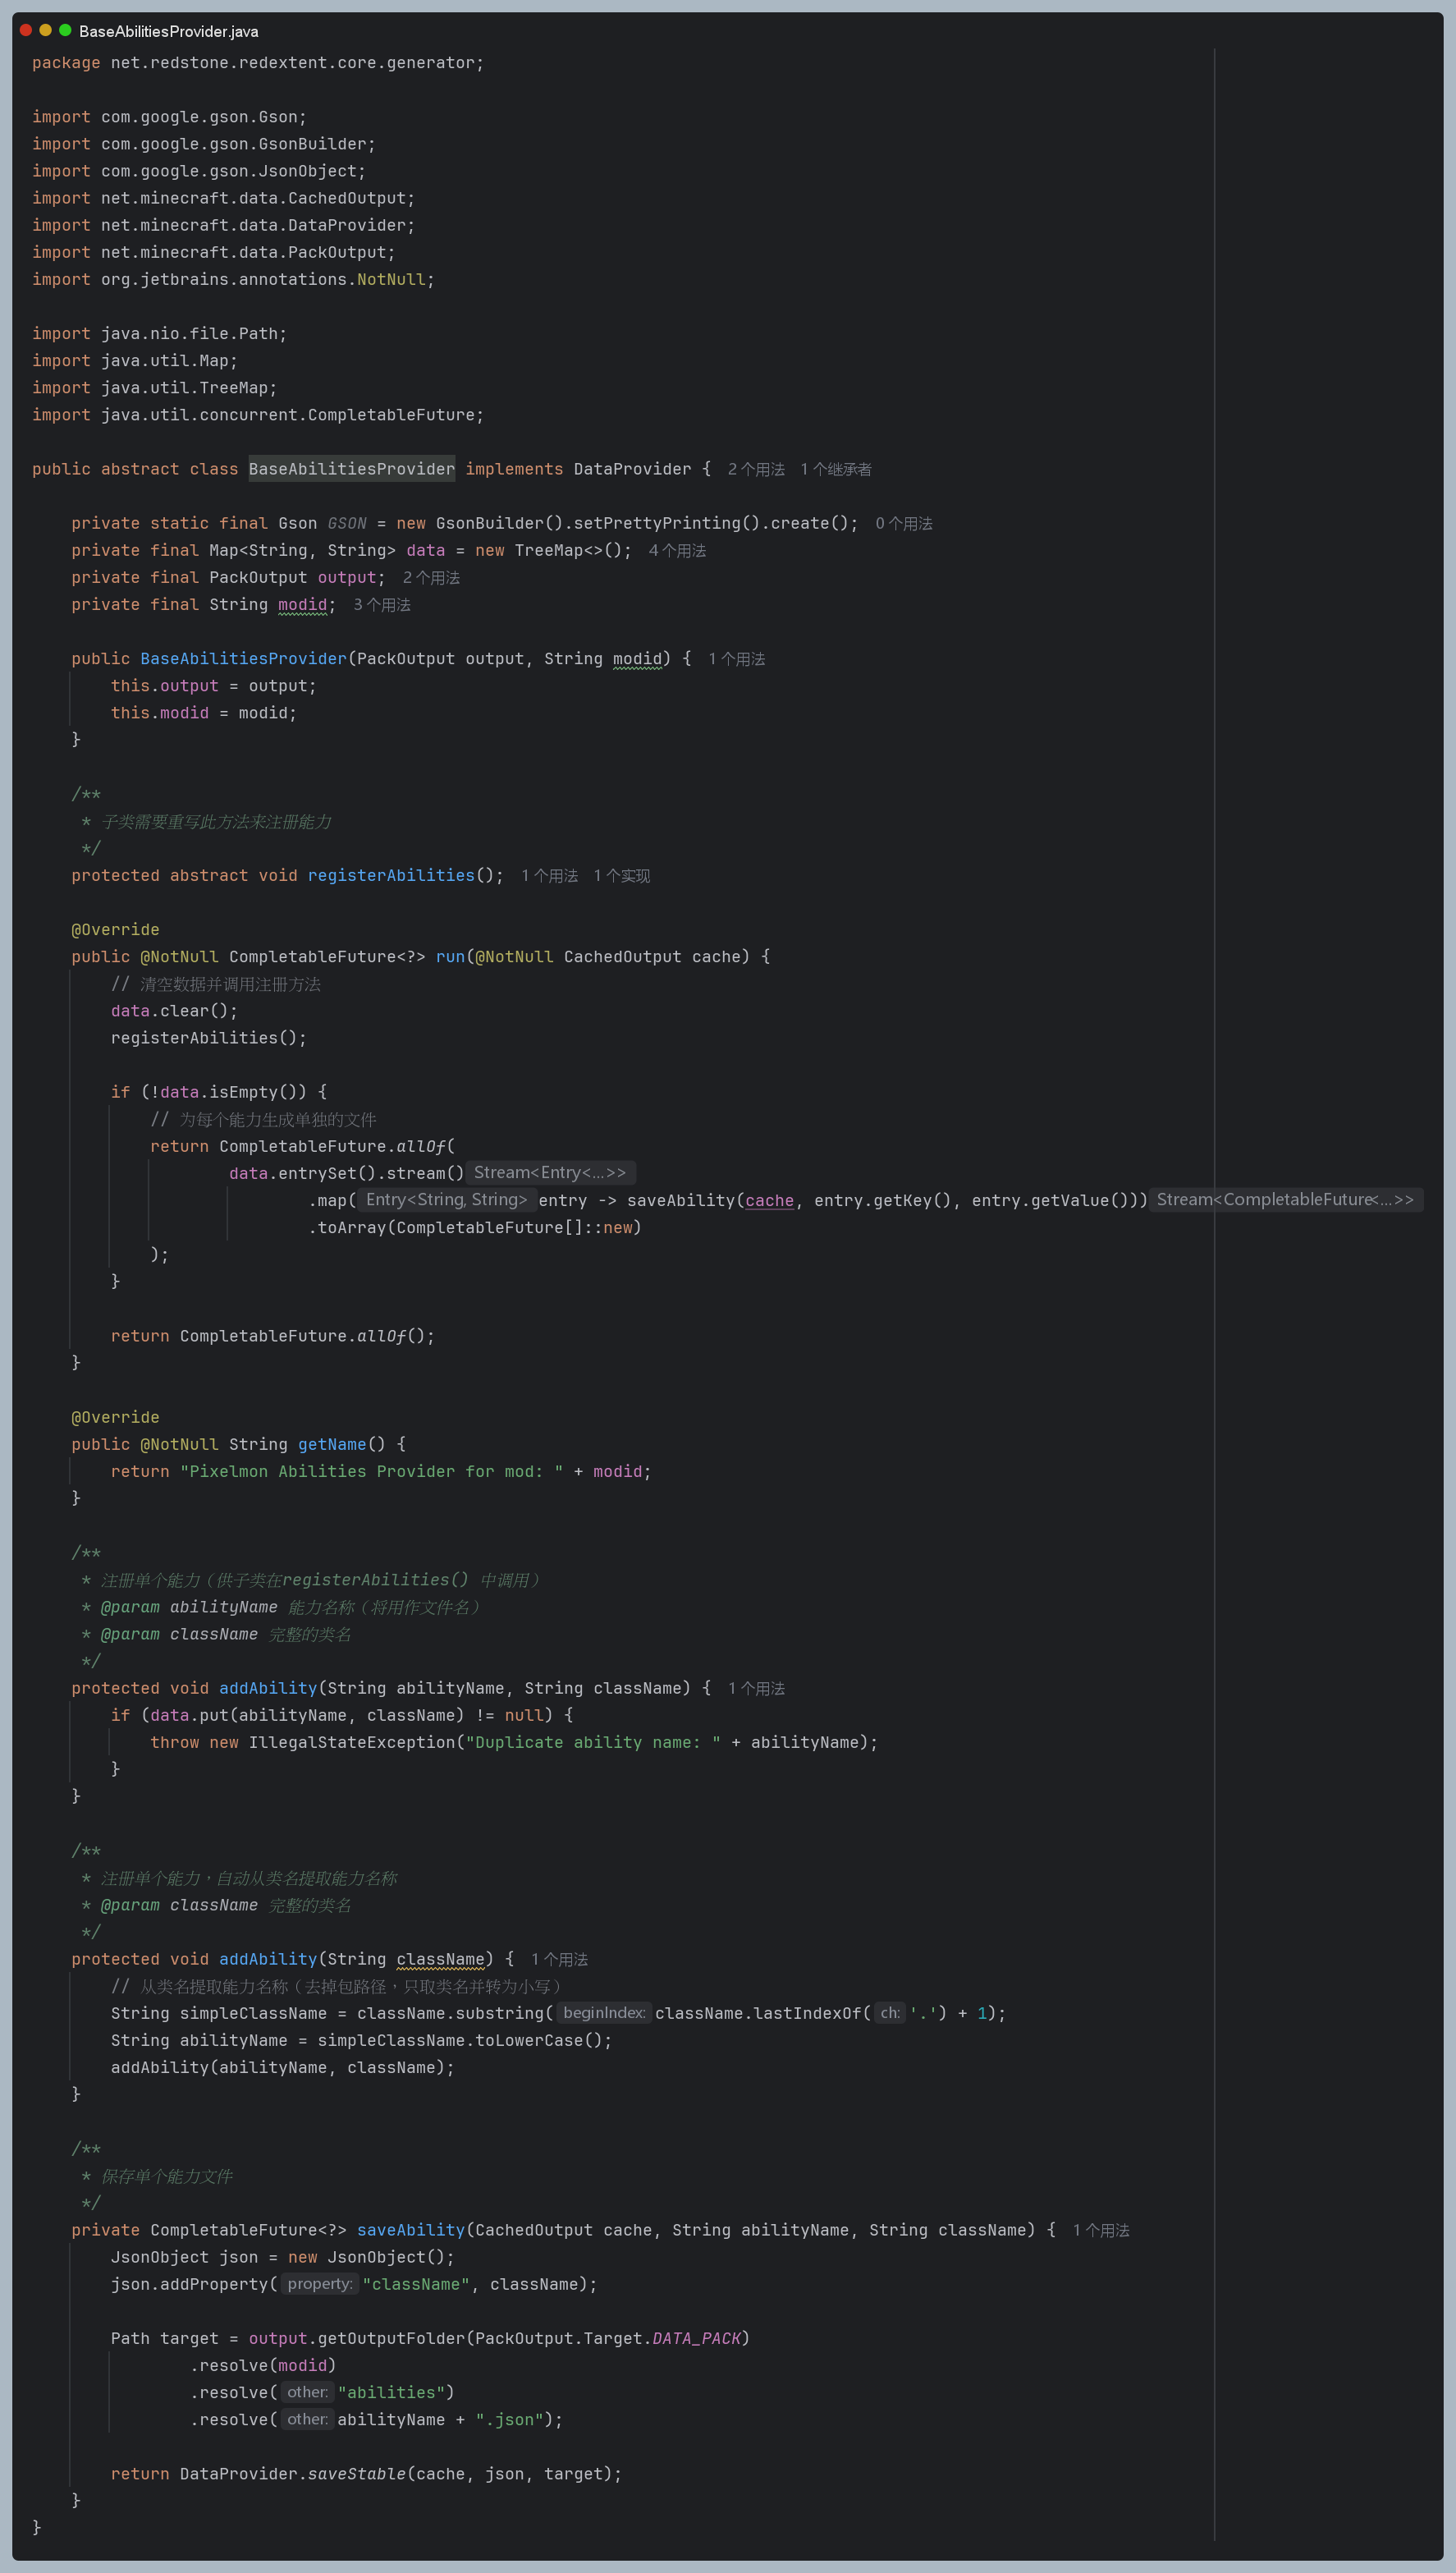 BaseAbilitiesProvider.java
package net.redstone.redextent.core.generator;
import com.google.gson.Gson;
import com.google.gson.GsonBuilder;
import com.google.gson.JsonObject;
import net.minecraft.data.CachedOutput;
import net.minecraft.data.DataProvider;
import net.minecraft.data.PackOutput;
import org.jetbrains.annotations.NotNull;
import java.nio.file.Path;
import java.util.Map;
import java.util.TreeMap;
import java.util.concurrent.CompletableFuture;
public abstract class BaseAbilitiesProvider implements DataProvider { 2 个用法 1 个继承者
private static final Gson GSON = new GsonBuilder().setPrettyPrinting().create(); 0 个用法
private final Map<String, String> data = new TreeMap<>(); 4 个用法
private final PackOutput output; 2 个用法
private final String modid; 3 个用法
public BaseAbilitiesProvider(PackOutput output, String modid) { 1 个用法
this.output = output;
this.modid = modid;
}
/**
* 子类需要重写此方法来注册能力
*/
protected abstract void registerAbilities(); 1 个用法 1 个实现
@Override
public @NotNull CompletableFuture<?> run(@NotNull CachedOutput cache) {
// 清空数据并调用注册方法
data.clear();
registerAbilities();
if (!data.isEmpty()) {
// 为每个能力生成单独的文件
return CompletableFuture.allOf(
data.entrySet().stream() Stream<Entry<...>>
.map( Entry<String, String> entry -> saveAbility(cache, entry.getKey(), entry.getValue())) Stream<CompletableFuture<...>>
.toArray(CompletableFuture[]::new)
);
}
return CompletableFuture.allOf();
}
@Override
public @NotNull String getName() {
return "Pixelmon Abilities Provider for mod: " + modid;
}
/**
* 注册单个能力（供子类在registerAbilities() 中调用）
* @param abilityName 能力名称（将用作文件名）
* @param className 完整的类名
*/
protected void addAbility(String abilityName, String className) { 1 个用法
if (data.put(abilityName, className) != null) {
throw new IllegalStateException("Duplicate ability name: " + abilityName);
}
}
/**
* 注册单个能力，自动从类名提取能力名称
* @param className 完整的类名
*/
protected void addAbility(String className) { 1 个用法
// 从类名提取能力名称（去掉包路径，只取类名并转为小写）
String simpleClassName = className.substring( beginIndex: className.lastIndexOf( ch: '.') + 1);
String abilityName = simpleClassName.toLowerCase();
addAbility(abilityName, className);
}
/**
* 保存单个能力文件
*/
private CompletableFuture<?> saveAbility(CachedOutput cache, String abilityName, String className) { 1 个用法
JsonObject json = new JsonObject();
json.addProperty( property: "className", className);
Path target = output.getOutputFolder(PackOutput.Target.DATA_PACK)
.resolve(modid)
.resolve( other: "abilities")
.resolve( other: abilityName + ".json");
return DataProvider.saveStable(cache, json, target);
}
}